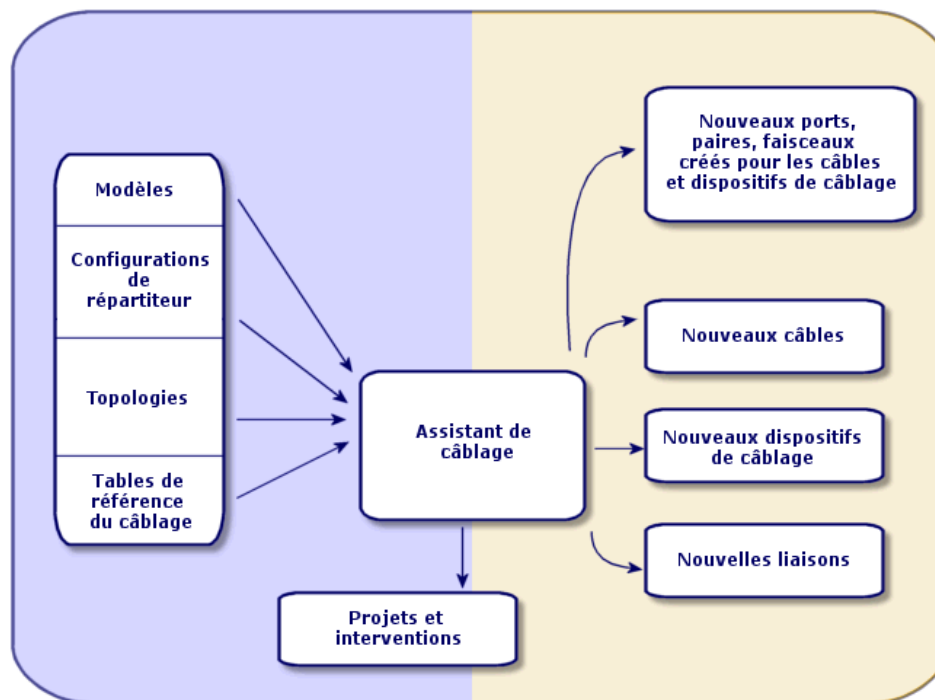 Modèles
Configurations
de
répartiteur
Topologies
Tables de
référence
du câblage
Assistant de
câblage
Projets et
interventions
Nouveaux ports,
paires, faisceaux
créés pour les câbles
et dispositifs de câblage
Nouveaux câbles
Nouveaux dispositifs
de câblage
Nouvelles liaisons